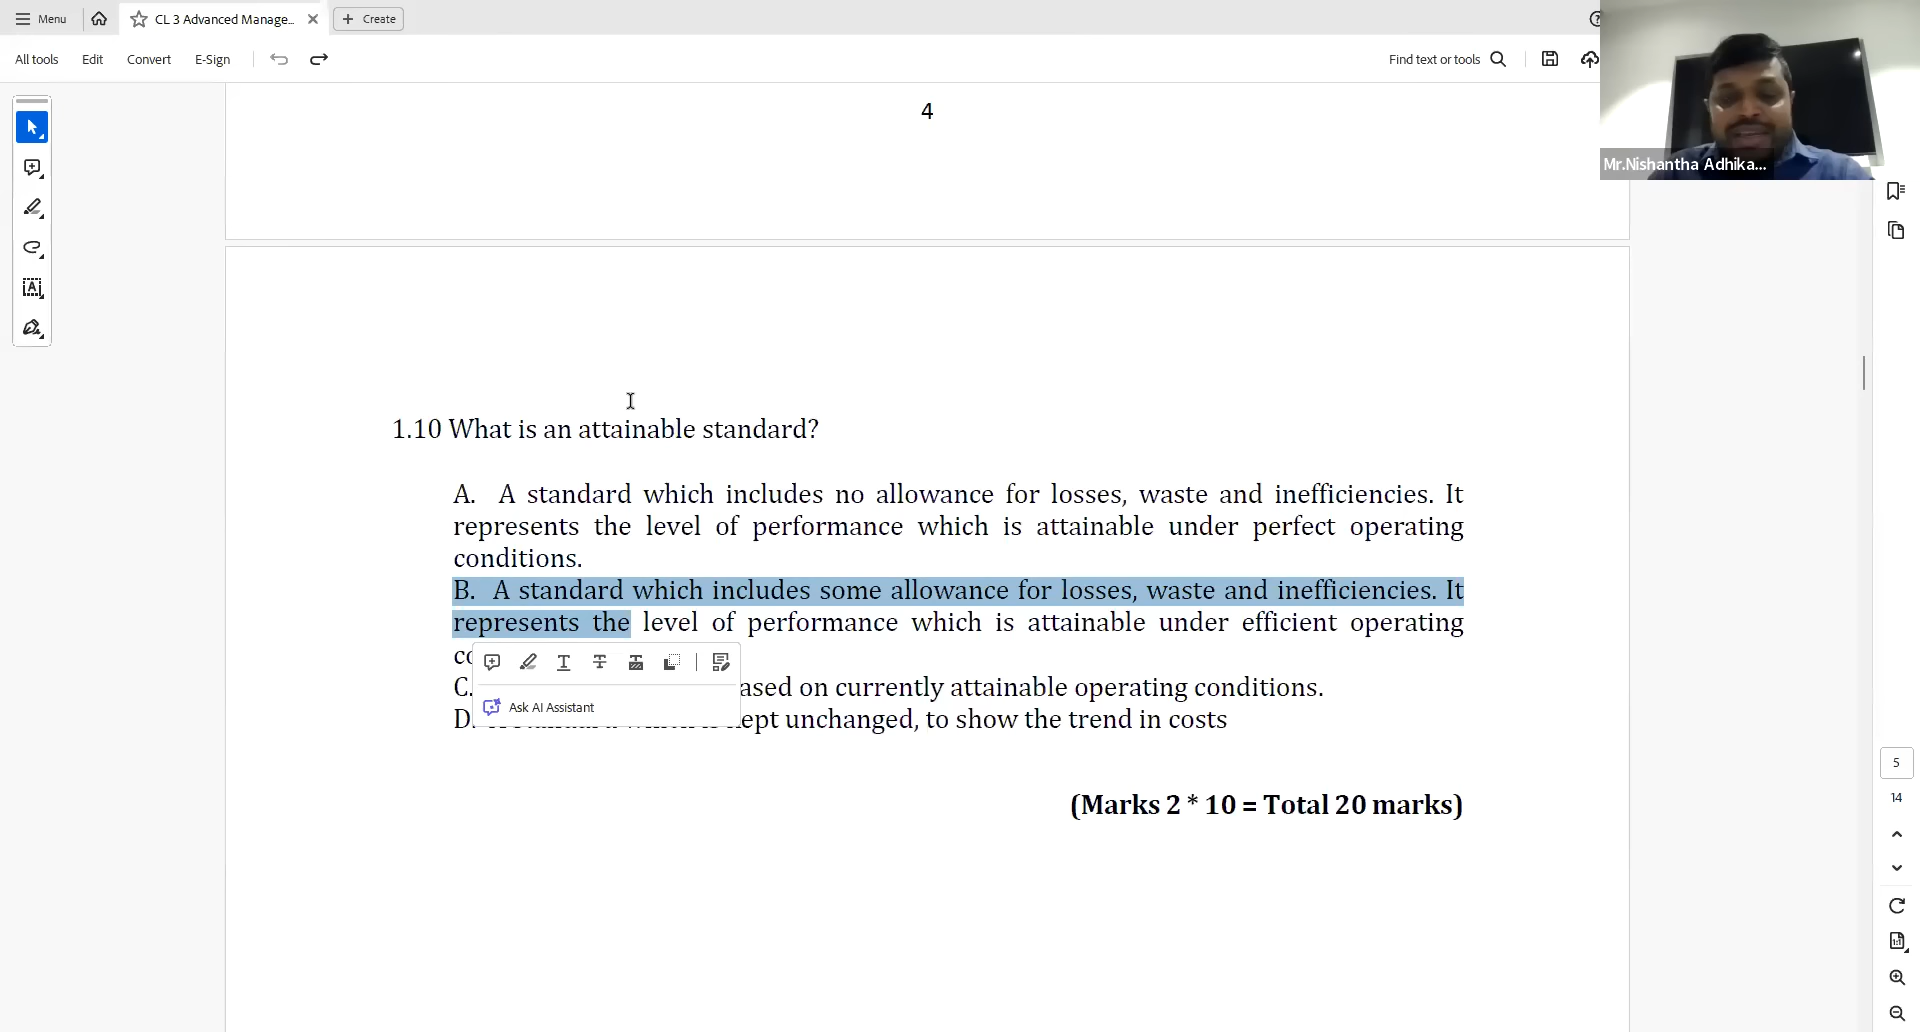 Menu
CL 3 Advanced Manage...
Create
All tools
Edit
Convert
E-Sign
Find text or tools
Mr.Nishantha Adhika...
4
1.10 What is an attainable standard?
A. A standard which includes no allowance for losses, waste and inefficiencies. It
represents the level of performance which is attainable under perfect operating
conditions.
B. A standard which includes some allowance for losses, waste and inefficiencies. It
represents the level of performance which is attainable under efficient operating
C. ased on currently attainable operating conditions.
Ask AI Assistant
D. kept unchanged, to show the trend in costs
(Marks 2 * 10 = Total 20 marks)
5
14